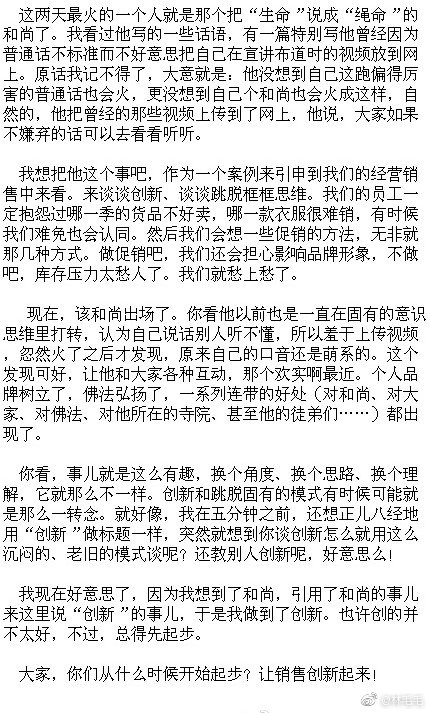 这两天最火的一个人就是那个把“生命”说成“绳命”的
和尚了。我看过他写的一些话语，有一篇特别写他曾经因为
普通话不标准而不好意思把自己在宣讲布道时的视频放到网
上。原话我记不得了，大意就是：他没想到自己这跑偏得厉
害的普通话也会火，更没想到自己个和尚也会火成这样，自
然的，他把曾经的那些视频上传到了网上，他说，大家如果
不嫌弃的话可以去看看听听。
我想把他这个事吧，作为一个案例来引申到我们的经营销
售中来看。来谈谈创新、谈谈跳脱框框思维。我们的员工一
定抱怨过哪一季的货品不好卖，哪一款衣服很难销，有时候
我们难免也会认同。然后我们会想一些促销的方法，无非就
那几种方式。做促销吧，我们还会担心影响品牌形象，不做
吧，库存压力太愁人了。我们就愁上愁了。
现在，该和尚出场了。你看他以前也是一直在固有的意识
思维里打转，认为自己说话别人听不懂，所以羞于上传视频
，忽然火了之后才发现，原来自己的口音还是萌系的。这个
发现可好，让他和大家各种互动，那个欢实啊最近。个人品
牌树立了，佛法弘扬了，一系列连带的好处（对和尚、对大
家、对佛法、对他所在的寺院、甚至他的徒弟们……）都出
现了。
你看，事儿就是这么有趣，换个角度、换个思路、换个理
解，它就那么不一样。创新和跳脱固有的模式有时候可能就
是那么一转念。就好像，我在五分钟之前，还想正儿八经地
用“创新”做标题一样，突然就想到你谈创新怎么就用这么
沉闷的、老旧的模式谈呢？还教别人创新呢，好意思么！
我现在好意思了，因为我想到了和尚，引用了和尚的事儿
来这里说“创新”的事儿，于是我做到了创新。也许创的并
不太好，不过，总得先起步。
大家，你们从什么时候开始起步？让销售创新起来！
@林毛毛